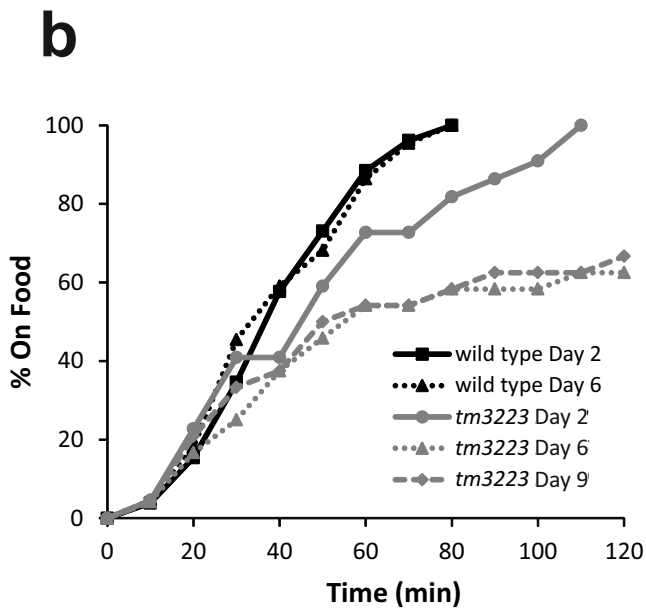 b
100
80
60
40
20
0
% On Food
wild type Day 2
wild type Day 6
tm3223 Day 2
tm3223 Day 6
tm3223 Day 9
0 20 40 60 80 100 120
Time (min)